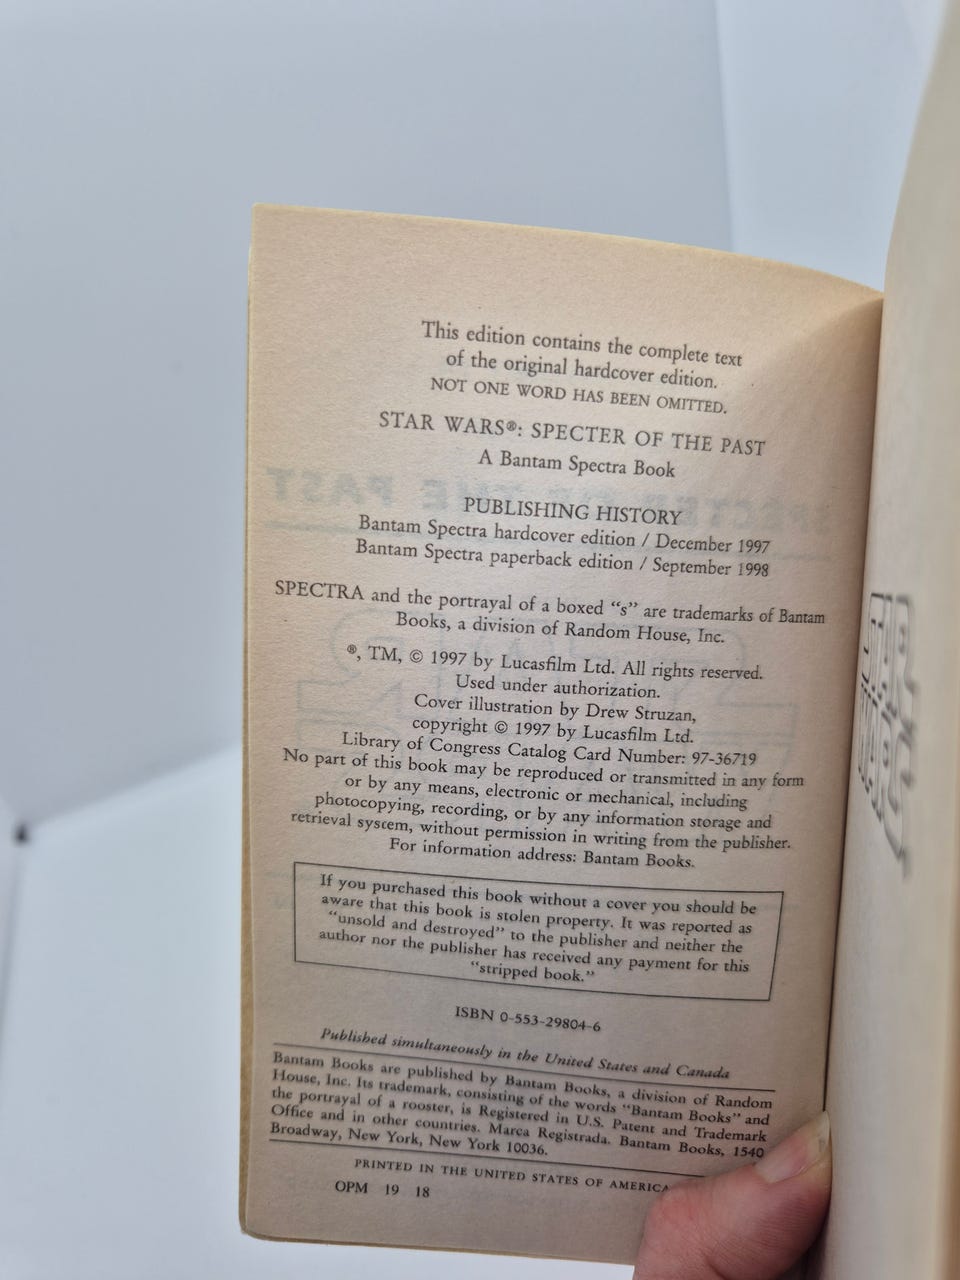 This edition contains the complete text
of the original hardcover edition.
NOT ONE WORD HAS BEEN OMITTED.
STAR WARS®: SPECTER OF THE PAST
A Bantam Spectra Book
PUBLISHING HISTORY
Bantam Spectra hardcover edition / December 1997
Bantam Spectra paperback edition / September 1998
SPECTRA and the portrayal of a boxed “s” are trademarks of Bantam
Books, a division of Random House, Inc.
®, TM, © 1997 by Lucasfilm Ltd. All rights reserved.
Used under authorization.
Cover illustration by Drew Struzan,
copyright © 1997 by Lucasfilm Ltd.
Library of Congress Catalog Card Number: 97-36719
No part of this book may be reproduced or transmitted in any form
or by any means, electronic or mechanical, including
photocopying, recording, or by any information storage and
retrieval system, without permission in writing from the publisher.
For information address: Bantam Books.
If you purchased this book without a cover you should be
aware that this book is stolen property. It was reported as
“unsold and destroyed” to the publisher and neither the
author nor the publisher has received any payment for this
“stripped book.”
ISBN 0-553-29804-6
Published simultaneously in the United States and Canada
Bantam Books are published by Bantam Books, a division of Random
House, Inc. Its trademark, consisting of the words “Bantam Books” and
the portrayal of a rooster, is Registered in U.S. Patent and Trademark
Office and in other countries. Marca Registrada. Bantam Books, 1540
Broadway, New York, New York 10036.
PRINTED IN THE UNITED STATES OF AMERICA
OPM 19 18